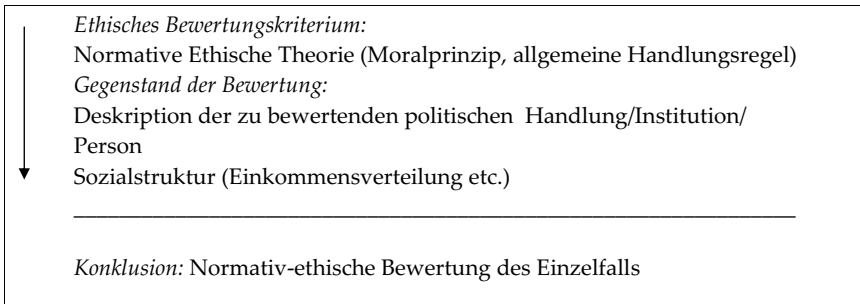 Ethisches Bewertungskriterium:
Normative Ethische Theorie (Moralprinzip, allgemeine Handlungsregel)
Gegenstand der Bewertung:
Deskription der zu bewertenden politischen Handlung/Institution/
Person
Sozialstruktur (Einkommensverteilung etc.)
Konklusion: Normativ-ethische Bewertung des Einzelfalls